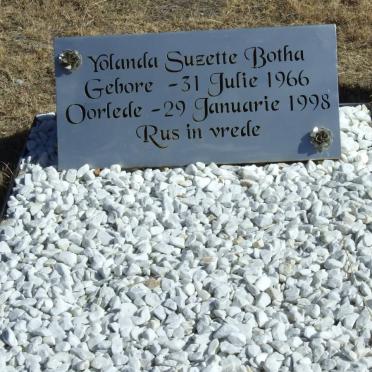 Yolanda Suzette Botha
Gebore -31 Julie 1966
Oorlede -29 Januarie 1998
Rus in vrede